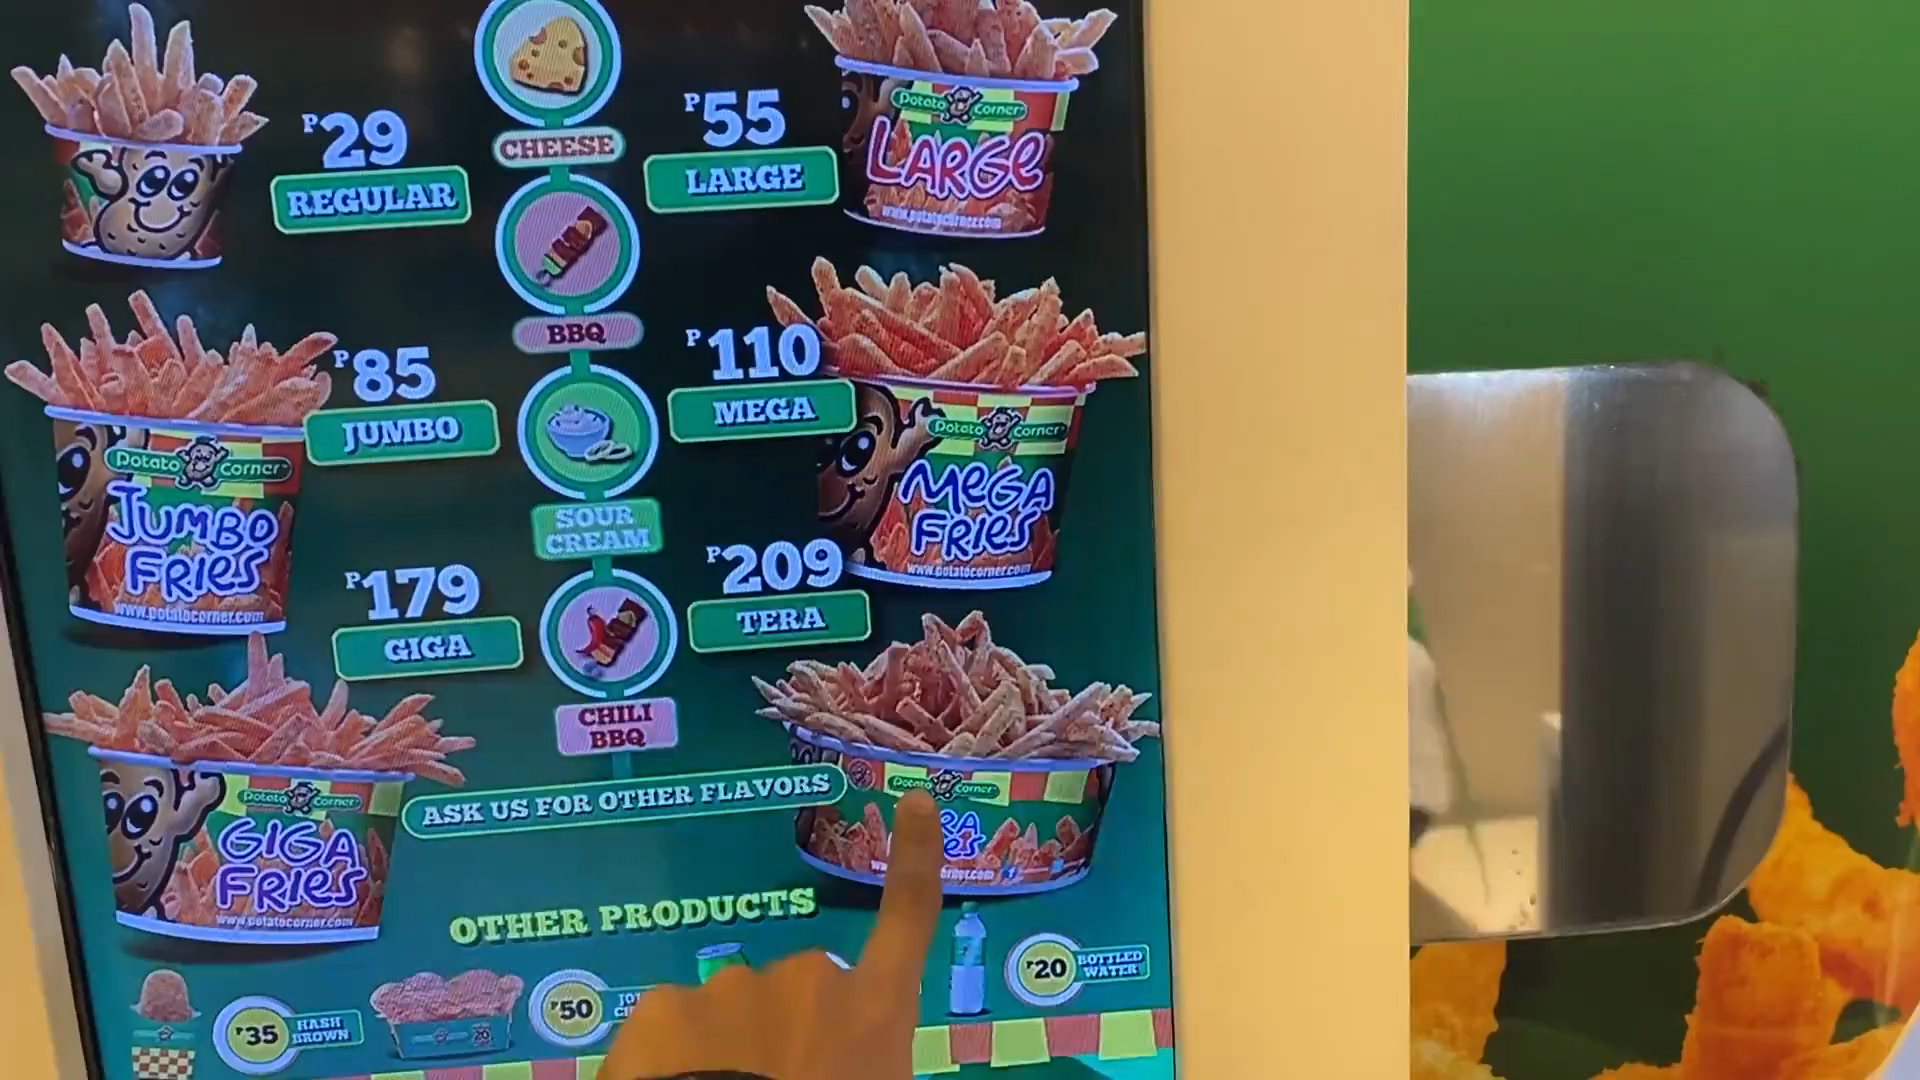 P29
REGULAR
CHEESE
P55
LARGE
Potato Corner
LARGE
www.potatocorner.com
BBQ
P85
JUMBO
Potato Corner
JUMBO
FRIES
www.potatocorner.com
P110
MEGA
Potato Corner
MEGA
FRIES
www.potatocorner.com
SOUR
CREAM
P179
GIGA
Potato Corner
GIGA
FRIES
www.potatocorner.com
P209
TERA
Potato Corner
CHILI
BBQ
ASK US FOR OTHER FLAVORS
OTHER PRODUCTS
P35
HASH
BROWN
P50
P20
BOTTLED
WATER